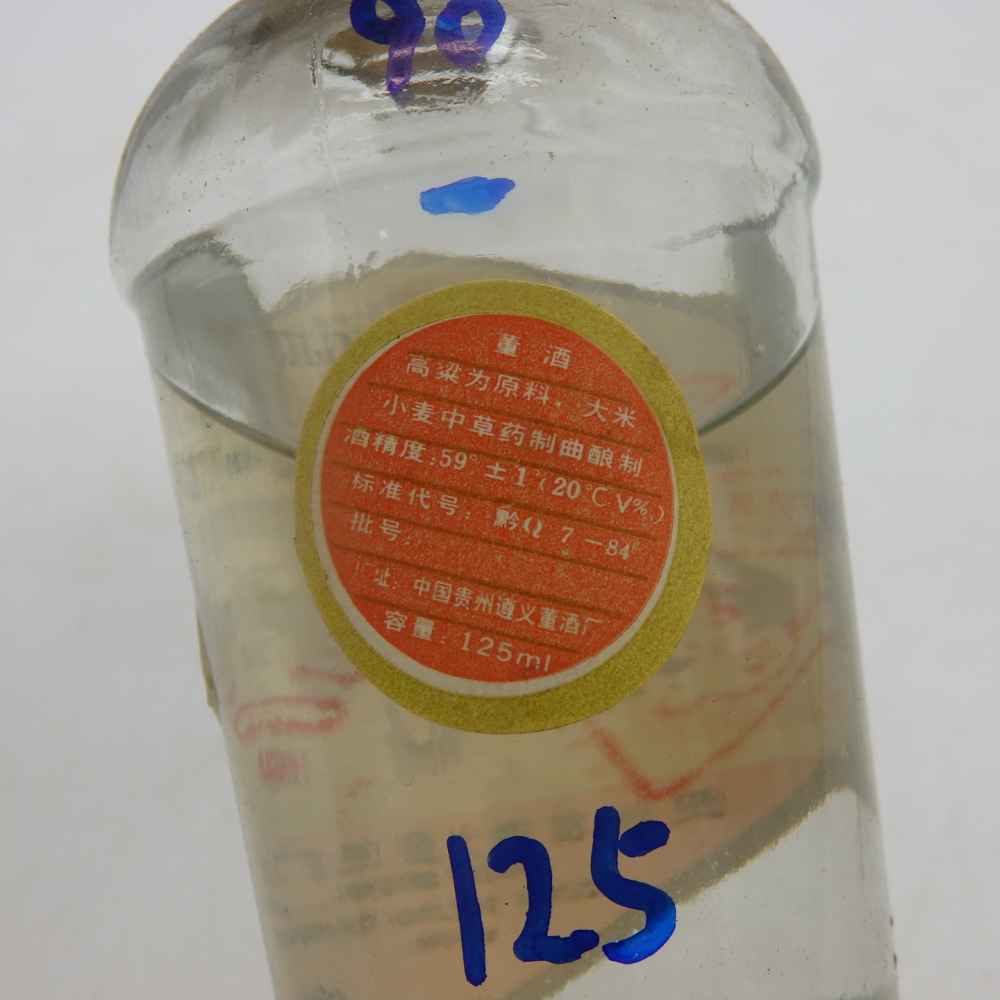 90
董酒
高粱为原料，大米
小麦中草药制曲酿制
酒精度:59°±1°(20℃V%)
标准代号：黔Q 7－84
批号:
厂址：中国贵州遵义董酒厂
容量：125ml
125